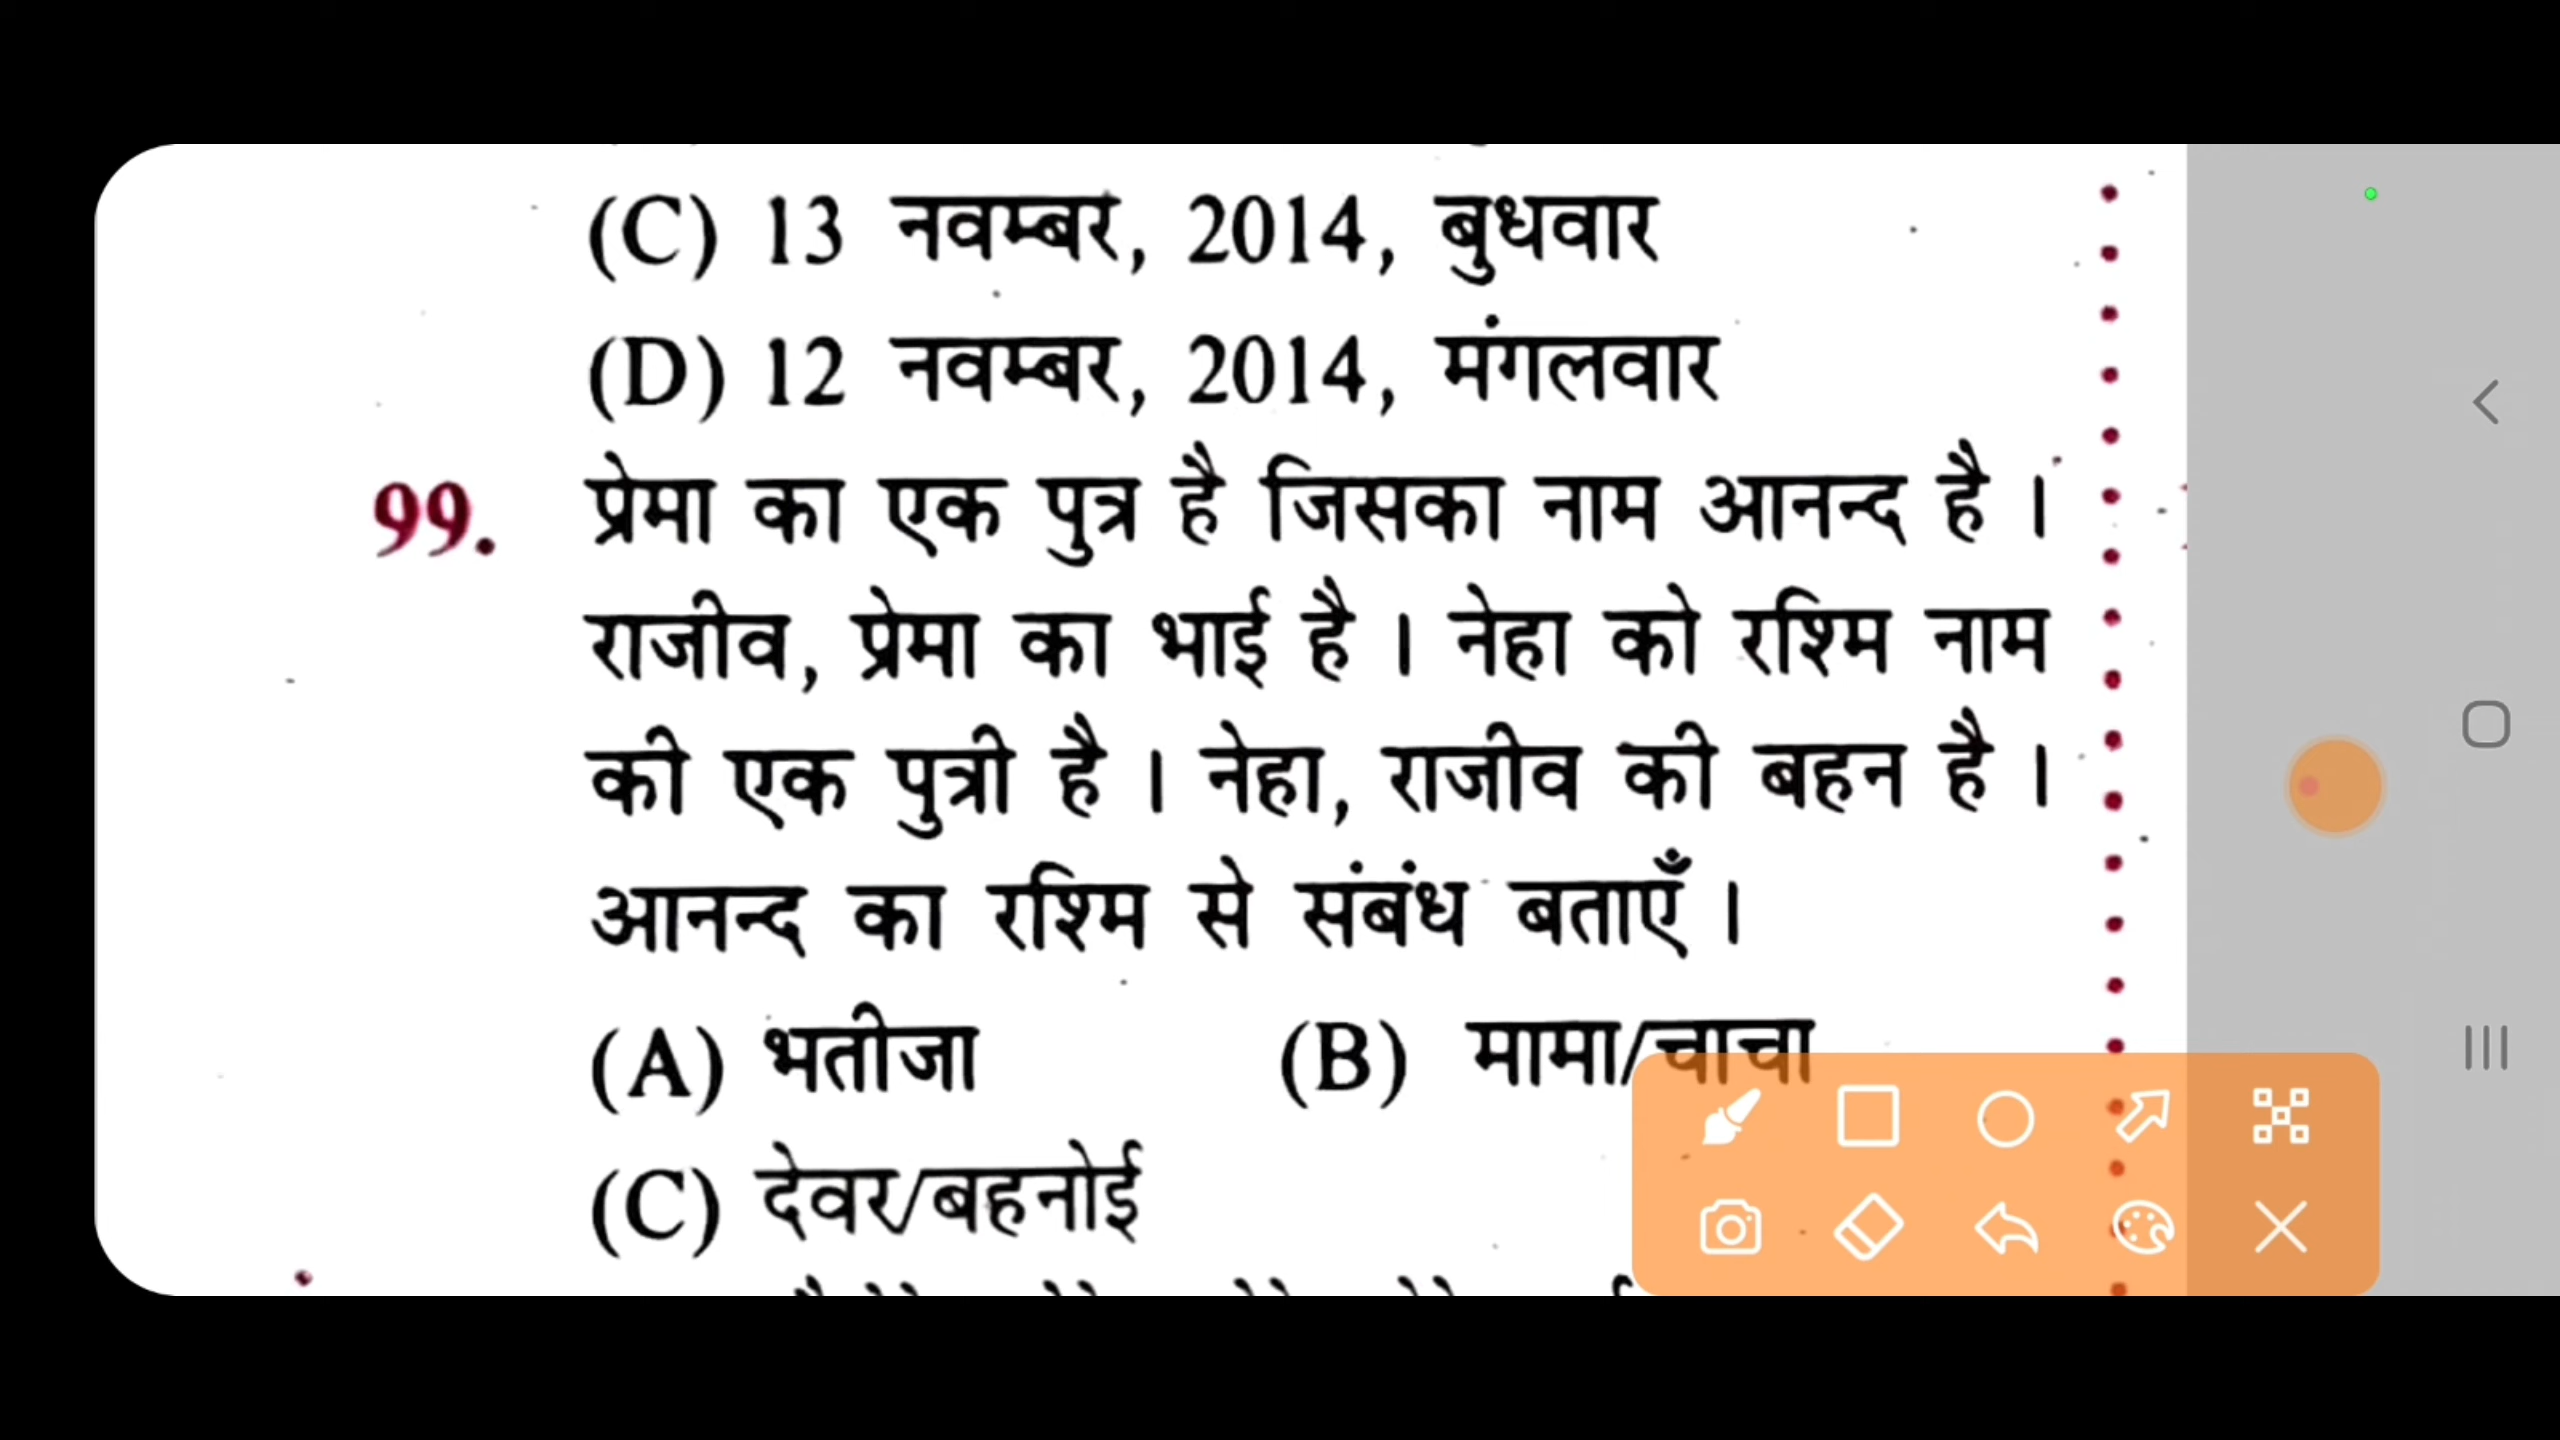 (C) 13 नवम्बर, 2014, बुधवार
(D) 12 नवम्बर, 2014, मंगलवार
99. प्रेमा का एक पुत्र है जिसका नाम आनन्द है ।
राजीव, प्रेमा का भाई है । नेहा को रश्मि नाम
की एक पुत्री है । नेहा, राजीव की बहन है ।
आनन्द का रश्मि से संबंध बताएँ ।
(A) भतीजा (B) मामा/चाचा
(C) देवर/बहनोई